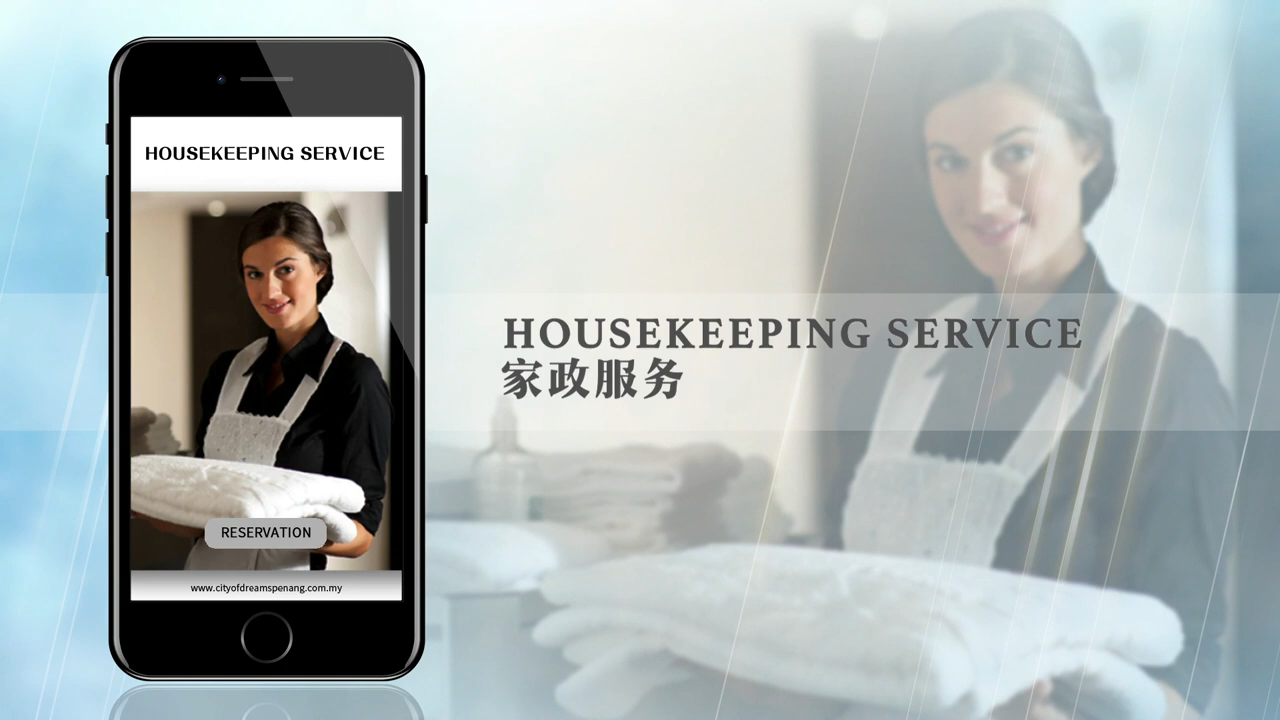 HOUSEKEEPING SERVICE
RESERVATION
www.cityofdreamspenang.com.my
HOUSEKEEPING SERVICE
家政服务